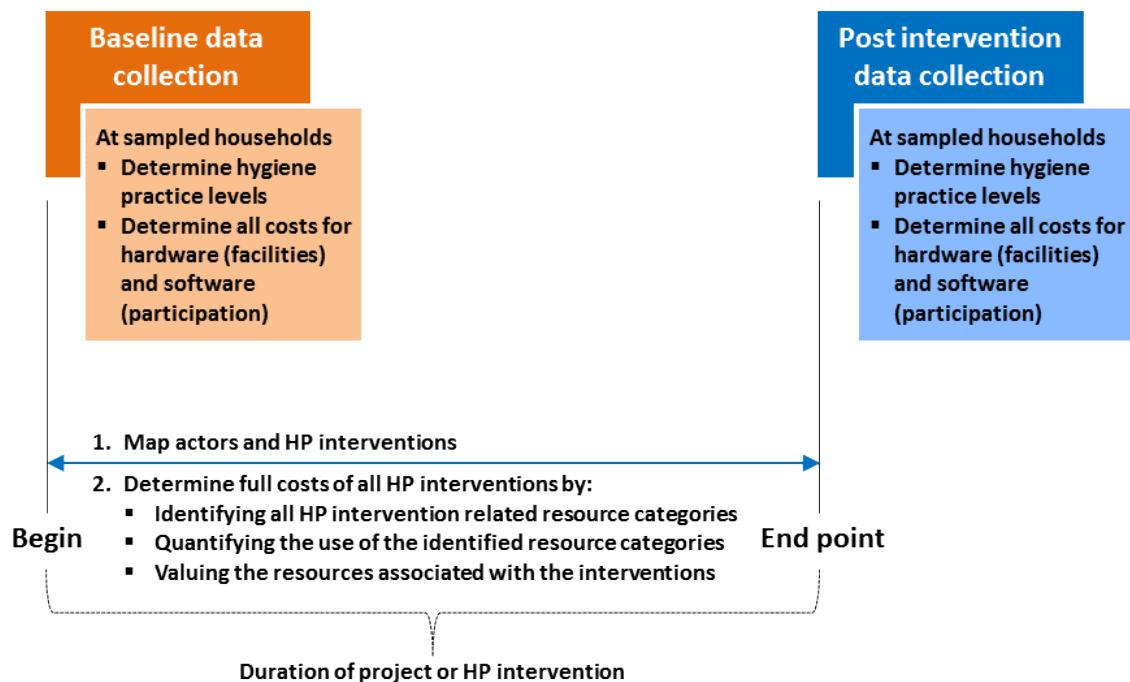 Baseline data
collection
At sampled households
▪ Determine hygiene
practice levels
▪ Determine all costs for
hardware (facilities)
and software
(participation)
Post intervention
data collection
At sampled households
▪ Determine hygiene
practice levels
▪ Determine all costs for
hardware (facilities)
and software
(participation)
1. Map actors and HP interventions
2. Determine full costs of all HP interventions by:
▪ Identifying all HP intervention related resource categories
▪ Quantifying the use of the identified resource categories
▪ Valuing the resources associated with the interventions
Begin
End point
Duration of project or HP intervention